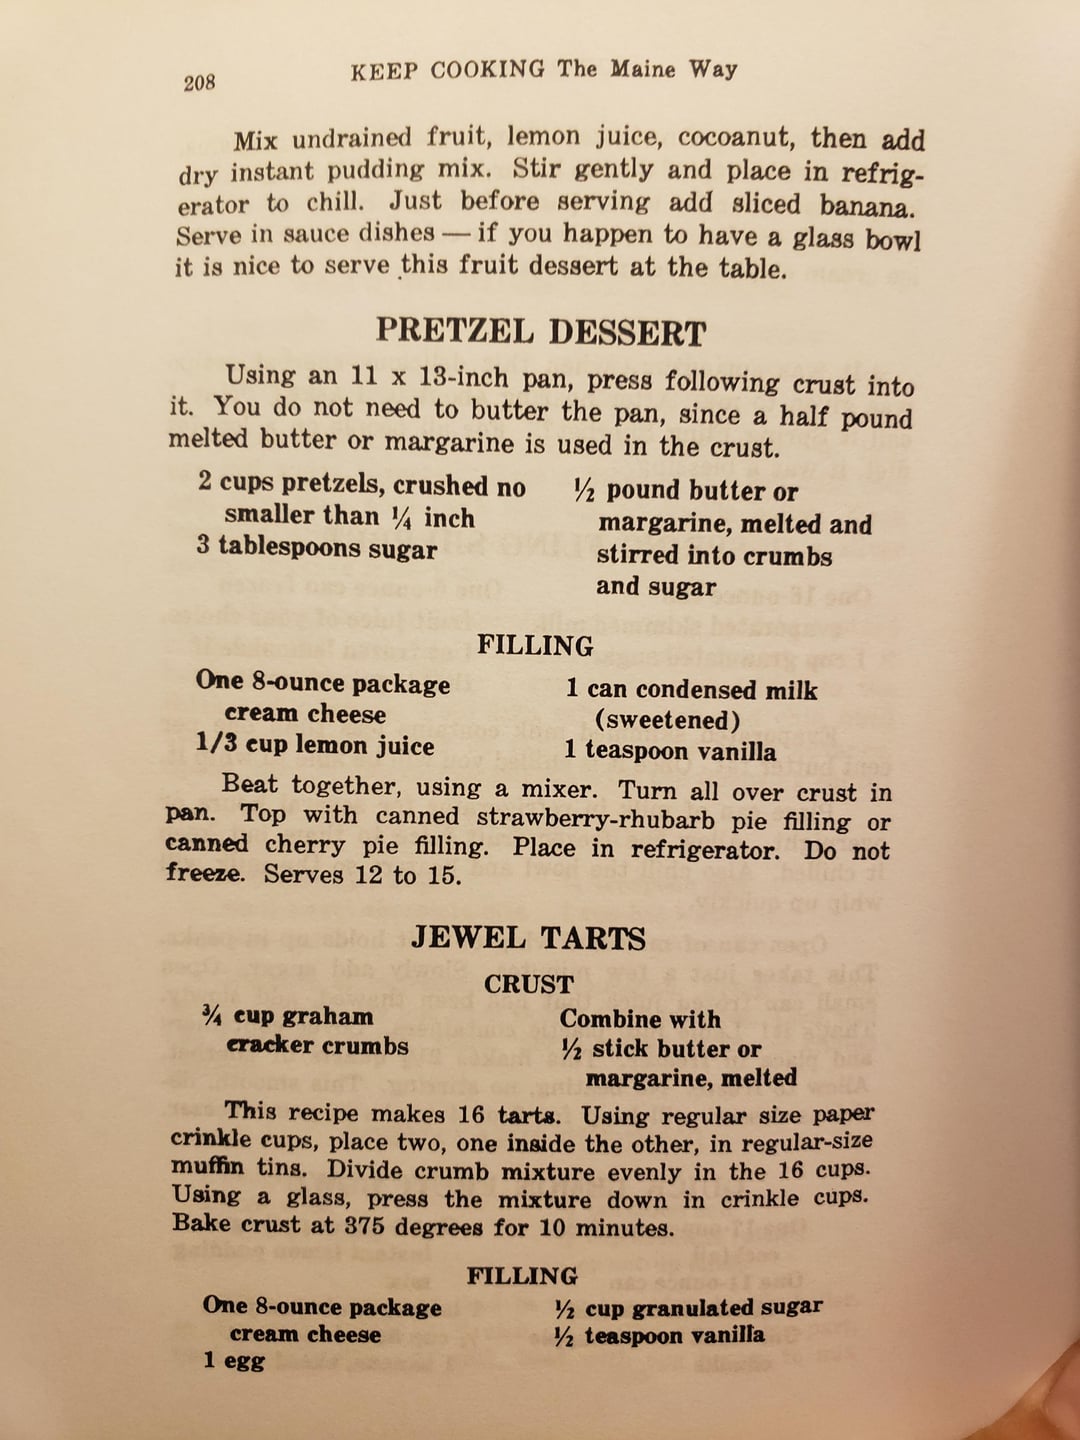 208
KEEP COOKING The Maine Way
Mix undrained fruit, lemon juice, cocoanut, then add
dry instant pudding mix. Stir gently and place in refrig-
erator to chill. Just before serving add sliced banana.
Serve in sauce dishes — if you happen to have a glass bowl
it is nice to serve this fruit dessert at the table.
PRETZEL DESSERT
Using an 11 x 13-inch pan, press following crust into
it. You do not need to butter the pan, since a half pound
melted butter or margarine is used in the crust.
2 cups pretzels, crushed no
smaller than ¼ inch
3 tablespoons sugar
½ pound butter or
margarine, melted and
stirred into crumbs
and sugar
FILLING
One 8-ounce package
cream cheese
1/3 cup lemon juice
1 can condensed milk
(sweetened)
1 teaspoon vanilla
Beat together, using a mixer. Turn all over crust in
pan. Top with canned strawberry-rhubarb pie filling or
canned cherry pie filling. Place in refrigerator. Do not
freeze. Serves 12 to 15.
JEWEL TARTS
CRUST
¾ cup graham
cracker crumbs
Combine with
½ stick butter or
margarine, melted
This recipe makes 16 tarts. Using regular size paper
crinkle cups, place two, one inside the other, in regular-size
muffin tins. Divide crumb mixture evenly in the 16 cups.
Using a glass, press the mixture down in crinkle cups.
Bake crust at 375 degrees for 10 minutes.
FILLING
One 8-ounce package
cream cheese
1 egg
½ cup granulated sugar
½ teaspoon vanilla